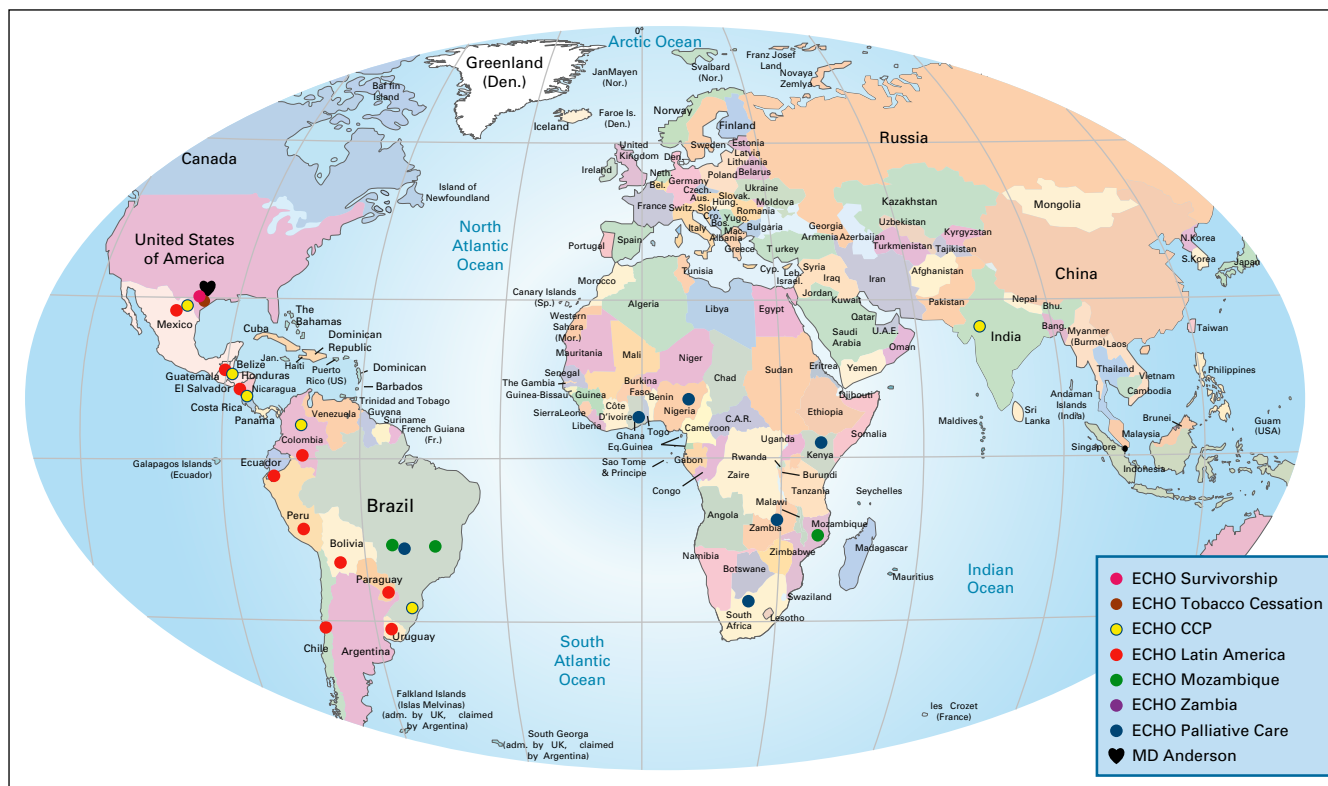 0°
Arctic Ocean
Greenland
(Den.)
JanMayen
(Nor.)
Svalbard
(Nor.)
Franz Josef
Land
Novaya
Zemlya
Baf fin
Island
Iceland
Faroe Is.
(Den.)
Norway
Finland
Sweden
Russia
Canada
United
Kingdom
Ireland
Den.
Estonia
Latvia
Lithuania
Belarus
Neth.
Bel.
Germany
Poland
Czech.
Ukraine
Island of
Newfoundland
France
Aus.
Slovak.
Moldova
Switz.
Slov.
Hung.
Romania
Cro.
Yugo.
Bos.
Bulgaria
Italy
Mac.
Albania
Greece
Kazakhstan
Mongolia
Uzbekistan
Georgia
Armenia
Azerbaijan
Kyrgyzstan
Turkmenistan
Tajikistan
N.Korea
S.Korea
Japan
North
Atlantic
Ocean
United States
of America
Portugal
Spain
T urkey
Tunisia
Cyp.
Leb.
Israel.
Syria
Iraq
Iran
Afghanistan
China
Morocco
Jordan
Kuwait
Pakistan
Nepal
Bhu.
Canary Islands
(Sp.)
Algeria
Libya
Egypt
Qatar
U.A.E.
Saudi
Arabia
Oman
India
Bang.
Myanmer
(Burma)
Laos
Taiwan
Mexico
The
Bahamas
Cuba
Dominican
Republic
Western
Sahara
(Mor.)
Jan.
Haiti
Puerto
Rico (US)
Dominican
Belize
Honduras
Guatemala
El Salvador
Nicaragua
Barbados
Mauritania
Mali
Niger
Chad
Sudan
Eritrea
Yemen
Thailand
Vietnam
Cambodia
Philippines
Senegal
The Gambia
Guinea-Bissau
Guinea
Burkina
Faso
Benin
Nigeria
Djibouti
Andaman
Islands
(India)
Costa Rica
Panama
Trinidad and Tobago
Venezuela
Guyana
Suriname
French Guiana
(Fr.)
SierraLeone
Liberia
Côte
D'ivoire
Ghana
Togo
Cameroon
C.A.R.
Ethiopia
Somalia
Maldives
Sri
Lanka
Brunei
Malaysia
Guam
(USA)
Colombia
Eq.Guinea
Uganda
Kenya
Singapore
Indonesia
Galapagos Islands
(Ecuador)
Ecuador
Sao Tome
& Principe
Gabon
Rwanda
Burundi
Congo
Zaire
Tanzania
Seychelles
Brazil
Peru
Angola
Malawi
Zambia
Mozambique
Bolivia
Namibia
Zimbabwe
Madagascar
Botswana
Mauritius
Paraguay
Swaziland
South
Africa
Lesotho
Indian
Ocean
Uruguay
Chile
Argentina
South
Atlantic
Ocean
Falkland Islands
(Islas Melvinas)
(adm. by UK, claimed
by Argentina)
South Georga
(adm. by UK, claimed
by Argentina)
les Crozet
(France)
ECHO Survivorship
ECHO Tobacco Cessation
ECHO CCP
ECHO Latin America
ECHO Mozambique
ECHO Zambia
ECHO Palliative Care
MD Anderson